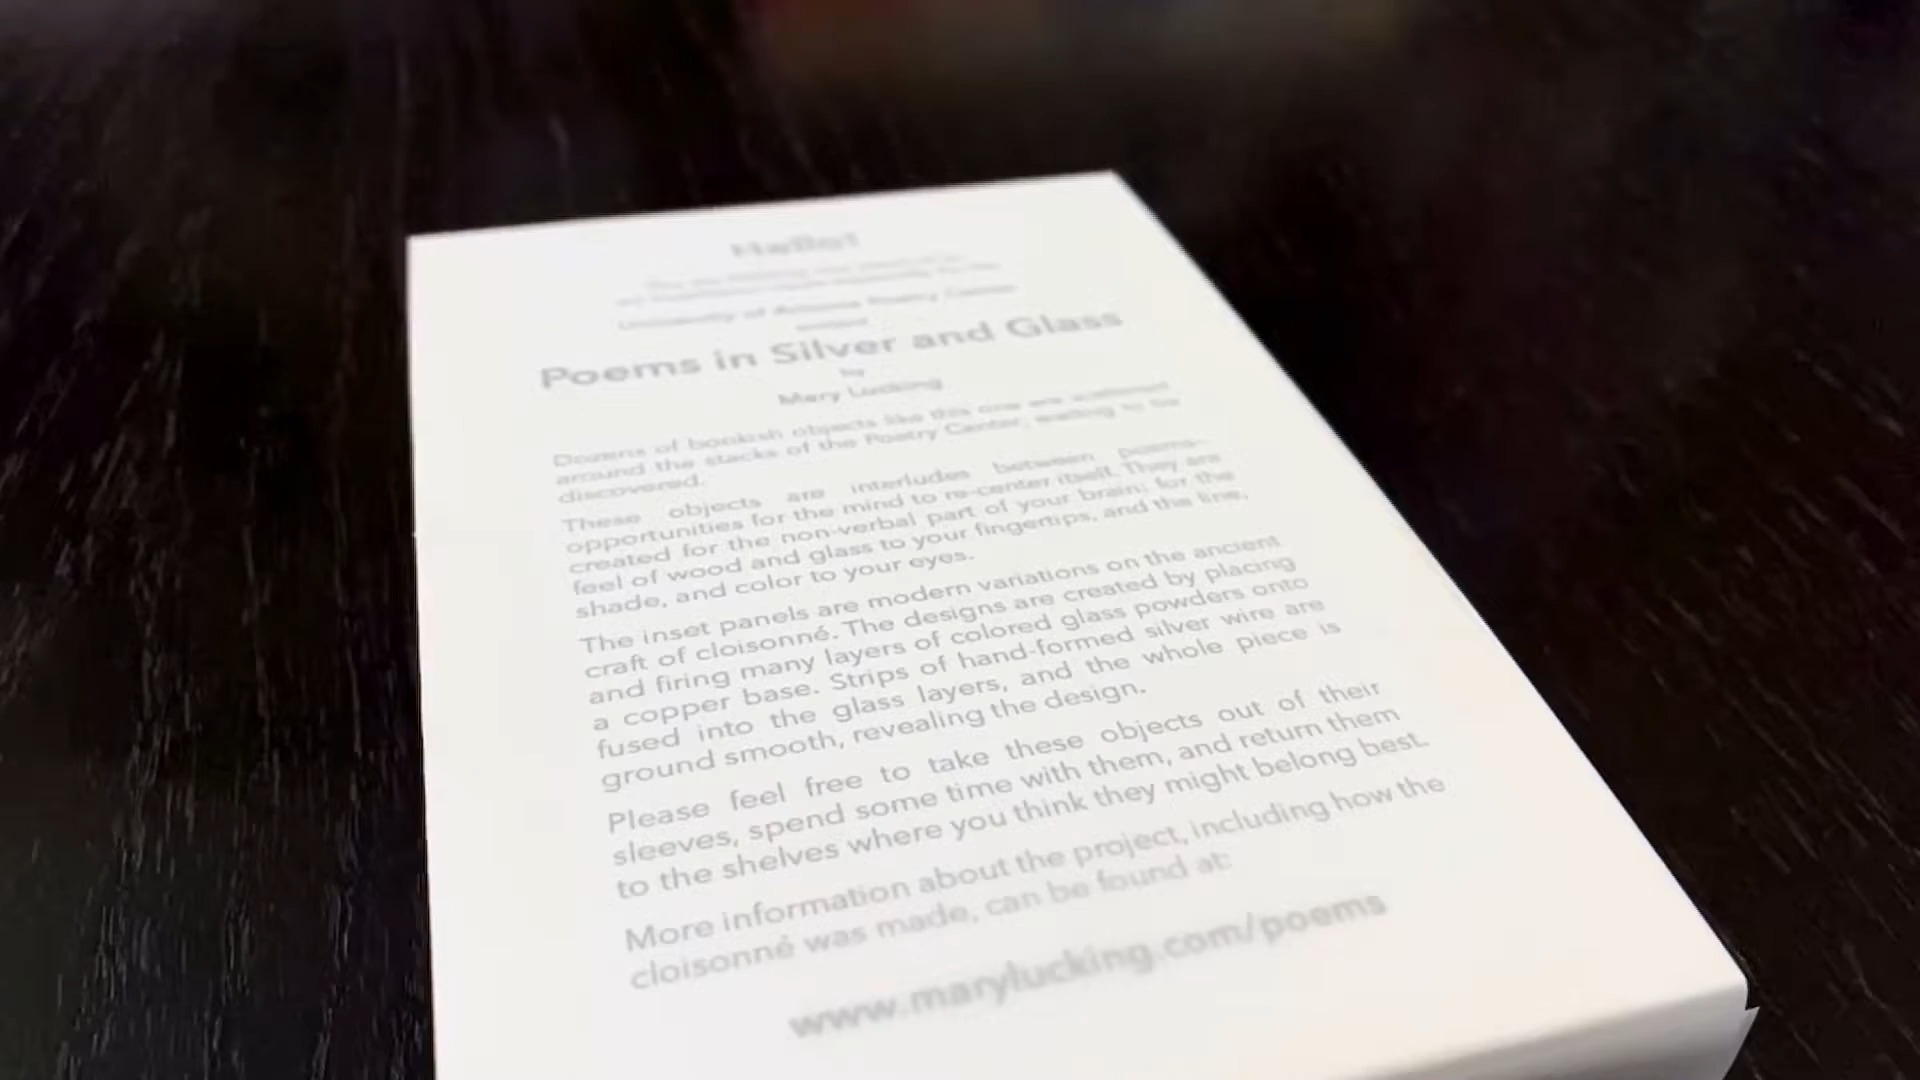 Hello!
University of Arizona Poetry Center
project
Poems in Silver and Glass
by
Mary Lucking
Dozens of bookish objects like this one are scattered
around the stacks of the Poetry Center, waiting to be
discovered.
These objects are interludes between poems–
opportunities for the mind to re-center itself. They are
created for the non-verbal part of your brain: for the
feel of wood and glass to your fingertips, and the line,
shade, and color to your eyes.
The inset panels are modern variations on the ancient
craft of cloisonné. The designs are created by placing
and firing many layers of colored glass powders onto
a copper base. Strips of hand-formed silver wire are
fused into the glass layers, and the whole piece is
ground smooth, revealing the design.
Please feel free to take these objects out of their
sleeves, spend some time with them, and return them
to the shelves where you think they might belong best.
More information about the project, including how the
cloisonné was made, can be found at:
www.marylucking.com/poems